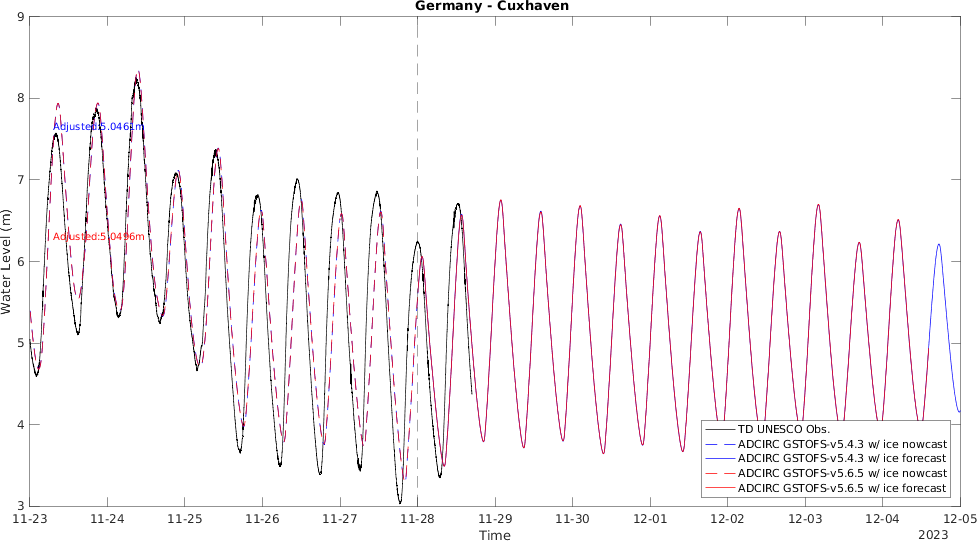 Germany - Cuxhaven
9
8
7
6
5
4
3
Water Level (m)
Adjusted:5.0461m
Adjusted:5.0496m
TD UNESCO Obs.
ADCIRC GSTOFS-v5.4.3 w/ ice nowcast
ADCIRC GSTOFS-v5.4.3 w/ ice forecast
ADCIRC GSTOFS-v5.6.5 w/ ice nowcast
ADCIRC GSTOFS-v5.6.5 w/ ice forecast
11-23 11-24 11-25 11-26 11-27 11-28 11-29 11-30 12-01 12-02 12-03 12-04 12-05
Time 2023